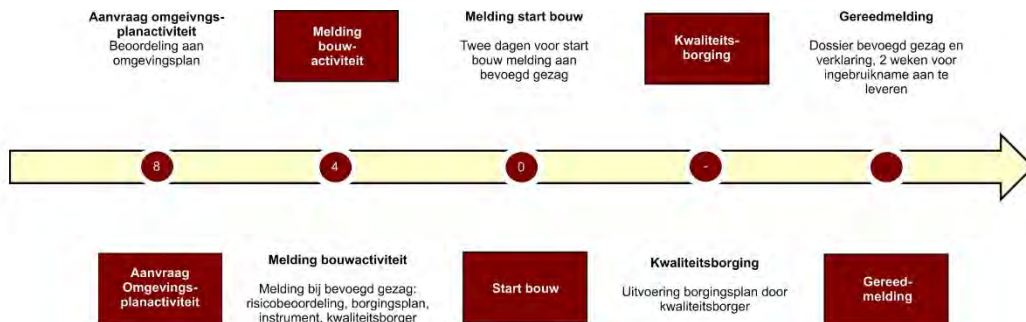 Aanvraag omgeivngs-
planactiviteit
Beoordeling aan
omgevingsplan
Melding
bouw-
activiteit
Melding start bouw
Twee dagen voor start
bouw melding aan
bevoegd gezag
Kwaliteits-
borging
Gereedmelding
Dossier bevoegd gezag en
verklaring, 2 weken voor
ingebruikname aan te
leveren
8
4
0
-
Aanvraag
Omgevings-
planactiviteit
Melding bouwactiviteit
Melding bij bevoegd gezag:
risicobeoordeling, borgingsplan,
instrument, kwaliteitsborger
Start bouw
Kwaliteitsborging
Uitvoering borgingsplan door
kwaliteitsborger
Gereed-
melding